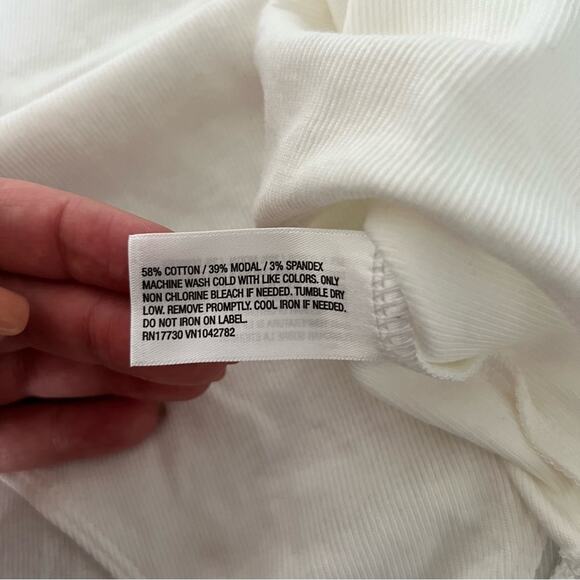 58% COTTON / 39% MODAL / 3% SPANDEX
MACHINE WASH COLD WITH LIKE COLORS. ONLY
NON CHLORINE BLEACH IF NEEDED. TUMBLE DRY
LOW. REMOVE PROMPTLY. COOL IRON IF NEEDED.
DO NOT IRON ON LABEL.
RN17730 VN1042782